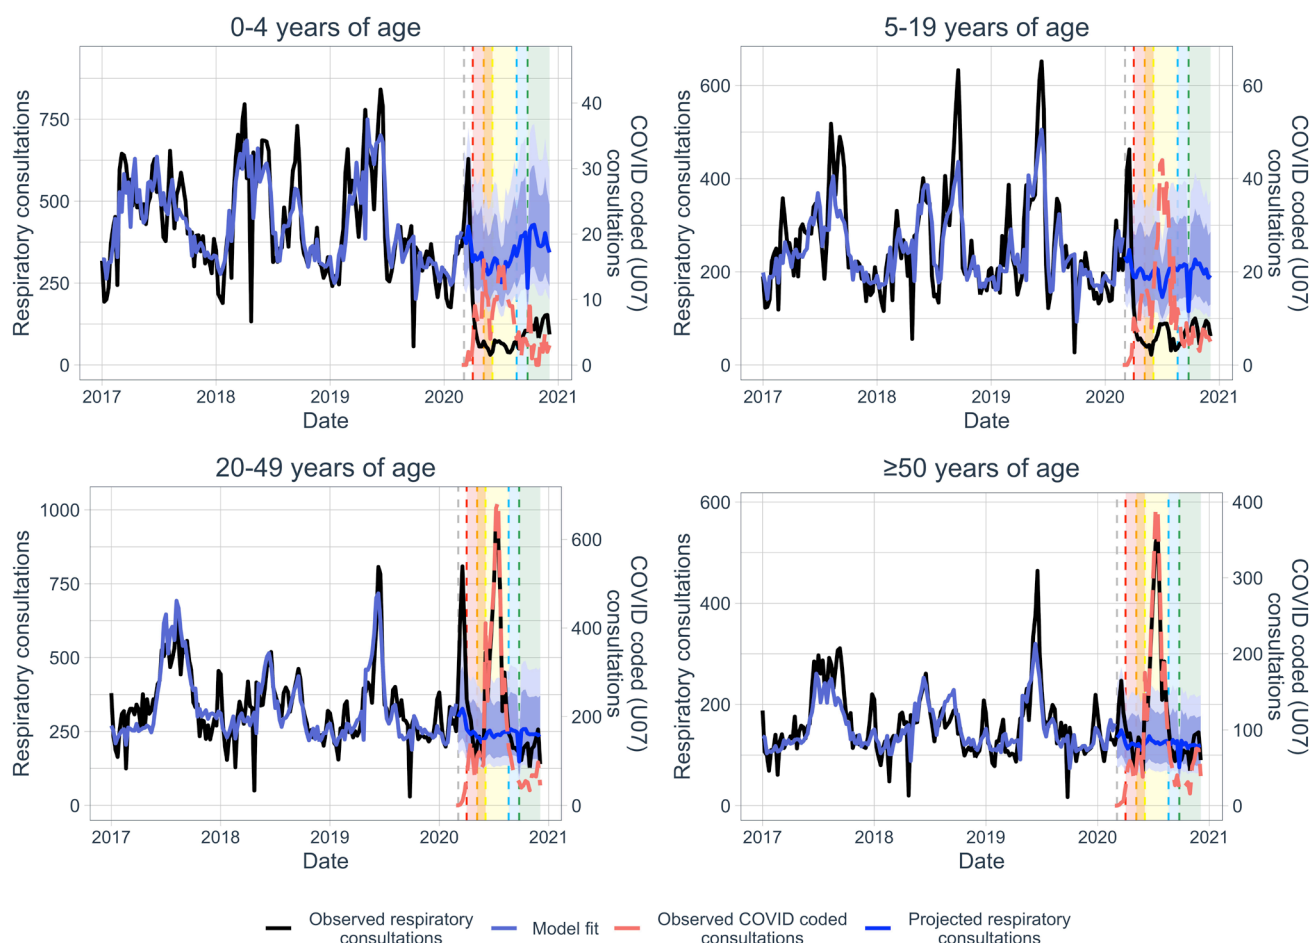 0-4 years of age
5-19 years of age
Respiratory consultations
750
500
250
0
40
30
20
10
0
COVID coded (U07)
consultations
2017 2018 2019 2020 2021
Date
Respiratory consultations
600
400
200
0
60
40
20
0
COVID coded (U07)
consultations
2017 2018 2019 2020 2021
Date
20-49 years of age
≥50 years of age
Respiratory consultations
1000
750
500
250
0
600
400
200
0
COVID coded (U07)
consultations
2017 2018 2019 2020 2021
Date
Respiratory consultations
600
400
200
0
400
300
200
100
0
COVID coded (U07)
consultations
2017 2018 2019 2020 2021
Date
Observed respiratory
consultations
Model fit
Observed COVID coded
consultations
Projected respiratory
consultations